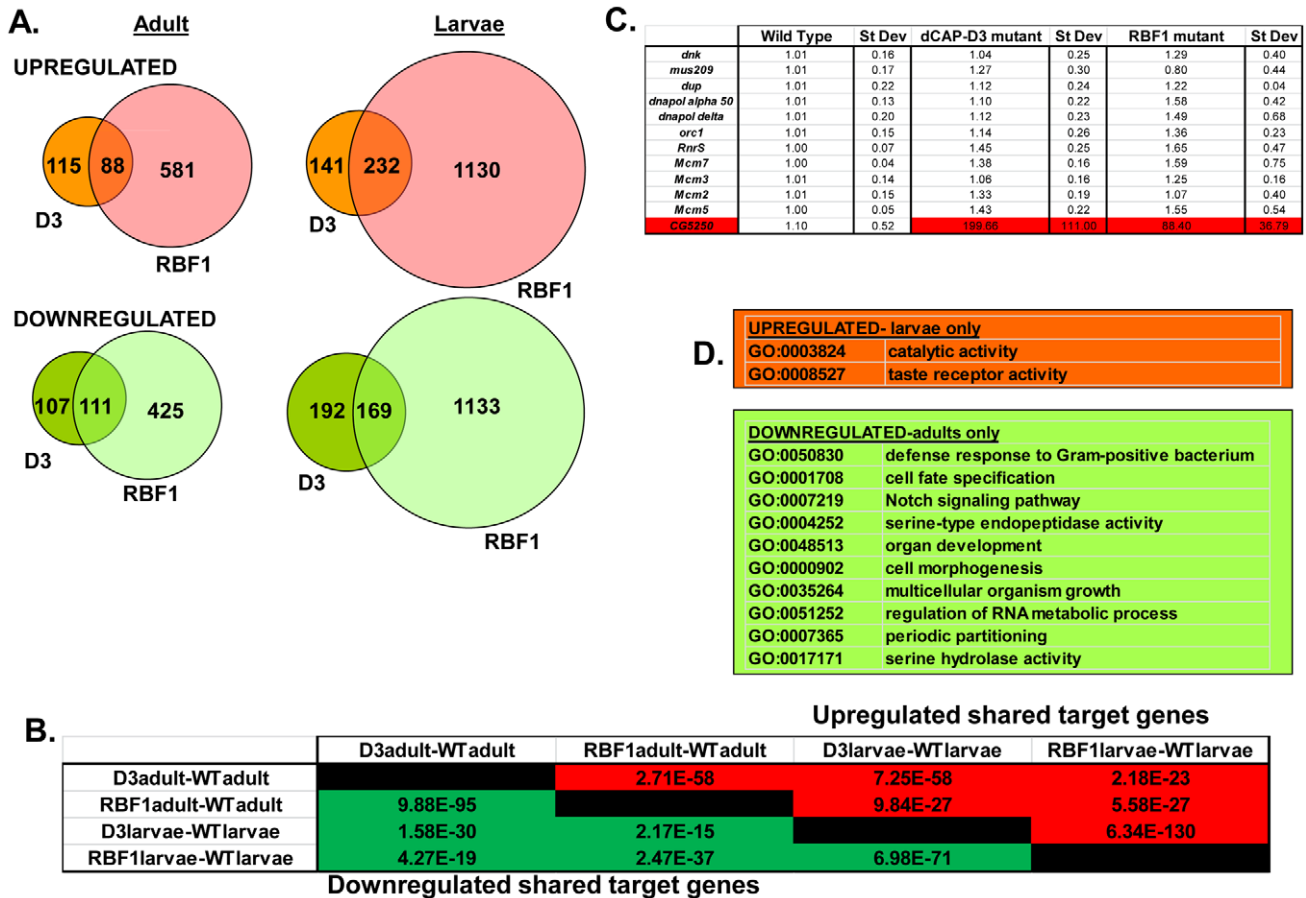 A.
Adult
Larvae
UPREGULATED
115 88 581
D3
RBF1
141 232 1130
D3
RBF1
DOWNREGULATED
107 111 425
D3
RBF1
192 169 1133
D3
RBF1
C.
Wild Type St Dev dCAP-D3 mutant St Dev RBF1 mutant St Dev
dnk 1.01 0.16 1.04 0.25 1.29 0.40
mus209 1.01 0.17 1.27 0.30 0.80 0.44
dup 1.01 0.22 1.12 0.24 1.22 0.04
dnapol alpha 50 1.01 0.13 1.10 0.22 1.58 0.42
dnapol delta 1.01 0.20 1.12 0.23 1.49 0.68
orc1 1.01 0.15 1.14 0.26 1.36 0.23
RnrS 1.00 0.07 1.45 0.25 1.65 0.47
Mcm7 1.00 0.04 1.38 0.16 1.59 0.75
Mcm3 1.01 0.14 1.06 0.16 1.25 0.16
Mcm2 1.01 0.15 1.33 0.19 1.07 0.40
Mcm5 1.00 0.05 1.43 0.22 1.55 0.54
CG5250 1.10 0.52 199.66 111.00 88.40 36.79
D.
UPREGULATED- larvae only
GO:0003824 catalytic activity
GO:0008527 taste receptor activity
DOWNREGULATED-adults only
GO:0050830 defense response to Gram-positive bacterium
GO:0001708 cell fate specification
GO:0007219 Notch signaling pathway
GO:0004252 serine-type endopeptidase activity
GO:0048513 organ development
GO:0000902 cell morphogenesis
GO:0035264 multicellular organism growth
GO:0051252 regulation of RNA metabolic process
GO:0007365 periodic partitioning
GO:0017171 serine hydrolase activity
B.
Upregulated shared target genes
D3adult-WTadult RBF1adult-WTadult D3larvae-WTlarvae RBF1larvae-WTlarvae
D3adult-WTadult 2.71E-58 7.25E-58 2.18E-23
RBF1adult-WTadult 9.88E-95 9.84E-27 5.58E-27
D3larvae-WTlarvae 1.58E-30 2.17E-15 6.34E-130
RBF1larvae-WTlarvae 4.27E-19 2.47E-37 6.98E-71
Downregulated shared target genes